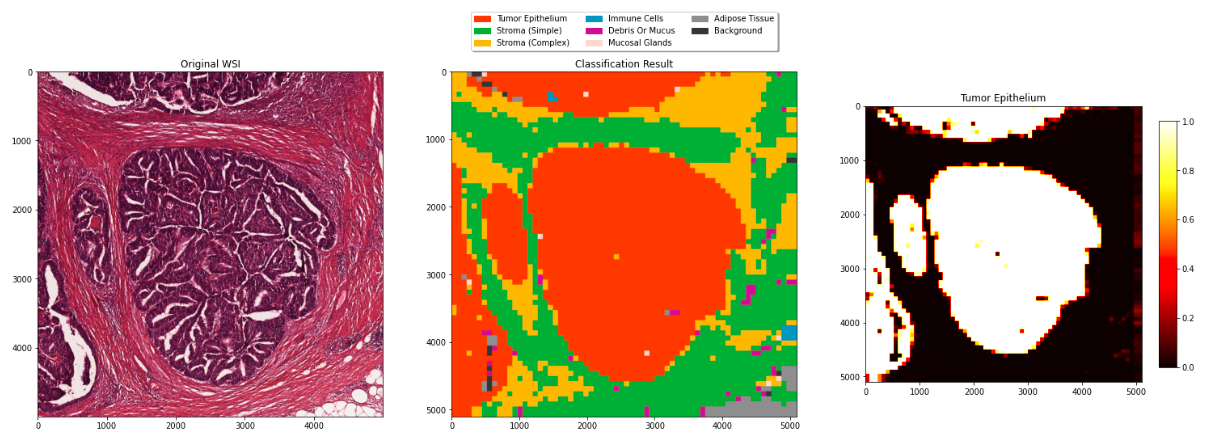 Tumor Epithelium Immune Cells Adipose Tissue
Stroma (Simple) Debris Or Mucus Background
Stroma (Complex) Mucosal Glands
Original WSI
Classification Result
Tumor Epithelium
0
1000
2000
3000
4000
0 1000 2000 3000 4000
0
1000
2000
3000
4000
5000
0 1000 2000 3000 4000 5000
0
1000
2000
3000
4000
5000
0 1000 2000 3000 4000 5000
1.0
0.8
0.6
0.4
0.2
0.0